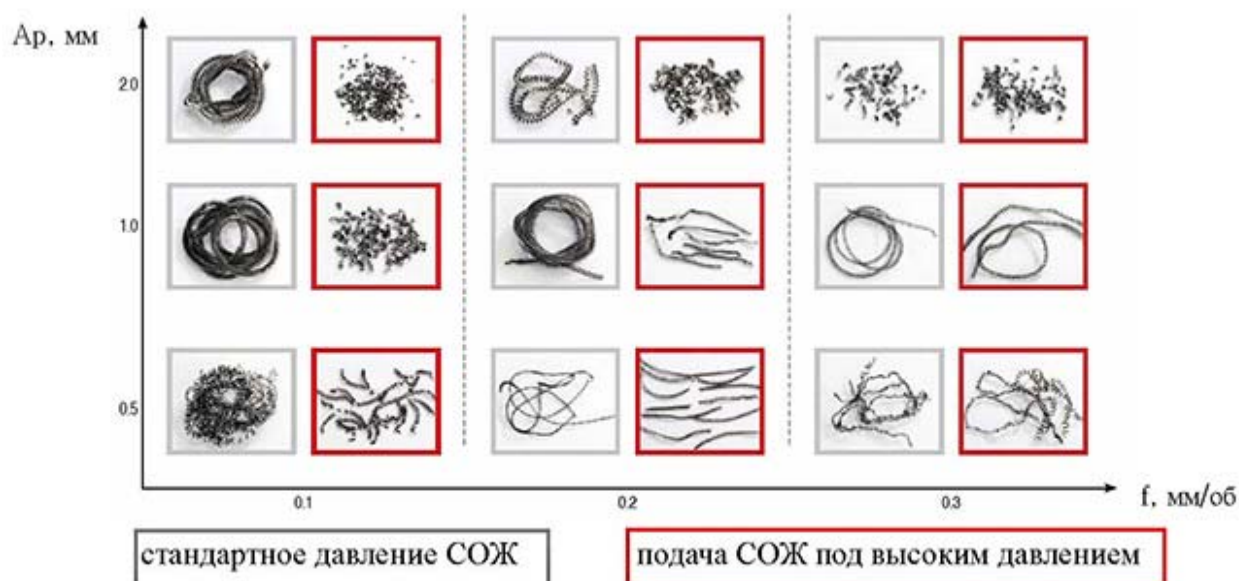 Ap, мм
2.0
1.0
0.5
0.1
0.2
0.3
f, мм/об
стандартное давление СОЖ
подача СОЖ под высоким давлением